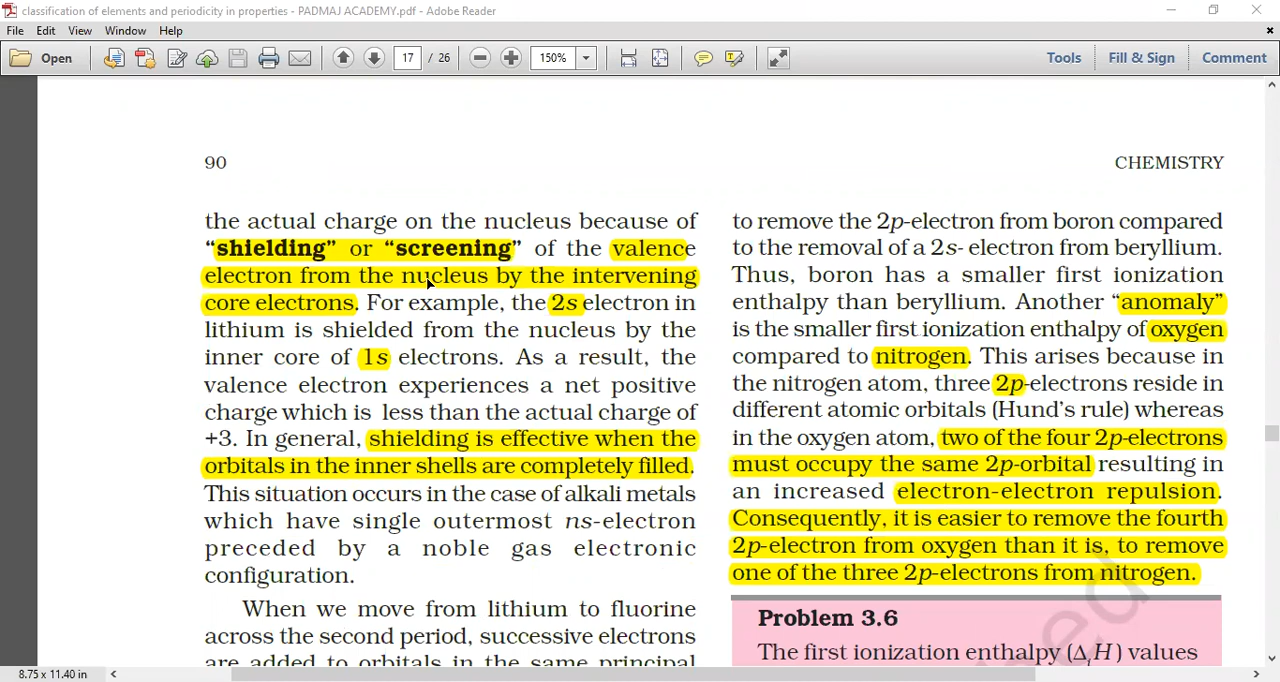 classification of elements and periodicity in properties - PADMAJ ACADEMY.pdf - Adobe Reader
File Edit View Window Help
Open 17 / 26 150% Tools Fill & Sign Comment
90
CHEMISTRY
the actual charge on the nucleus because of
“shielding” or “screening” of the valence
electron from the nucleus by the intervening
core electrons. For example, the 2s electron in
lithium is shielded from the nucleus by the
inner core of 1s electrons. As a result, the
valence electron experiences a net positive
charge which is less than the actual charge of
+3. In general, shielding is effective when the
orbitals in the inner shells are completely filled.
This situation occurs in the case of alkali metals
which have single outermost ns-electron
preceded by a noble gas electronic
configuration.
When we move from lithium to fluorine
across the second period, successive electrons
are added to orbitals in the same principal
to remove the 2p-electron from boron compared
to the removal of a 2s- electron from beryllium.
Thus, boron has a smaller first ionization
enthalpy than beryllium. Another “anomaly”
is the smaller first ionization enthalpy of oxygen
compared to nitrogen. This arises because in
the nitrogen atom, three 2p-electrons reside in
different atomic orbitals (Hund’s rule) whereas
in the oxygen atom, two of the four 2p-electrons
must occupy the same 2p-orbital resulting in
an increased electron-electron repulsion.
Consequently, it is easier to remove the fourth
2p-electron from oxygen than it is, to remove
one of the three 2p-electrons from nitrogen.
Problem 3.6
The first ionization enthalpy (ΔiH) values
8.75 x 11.40 in